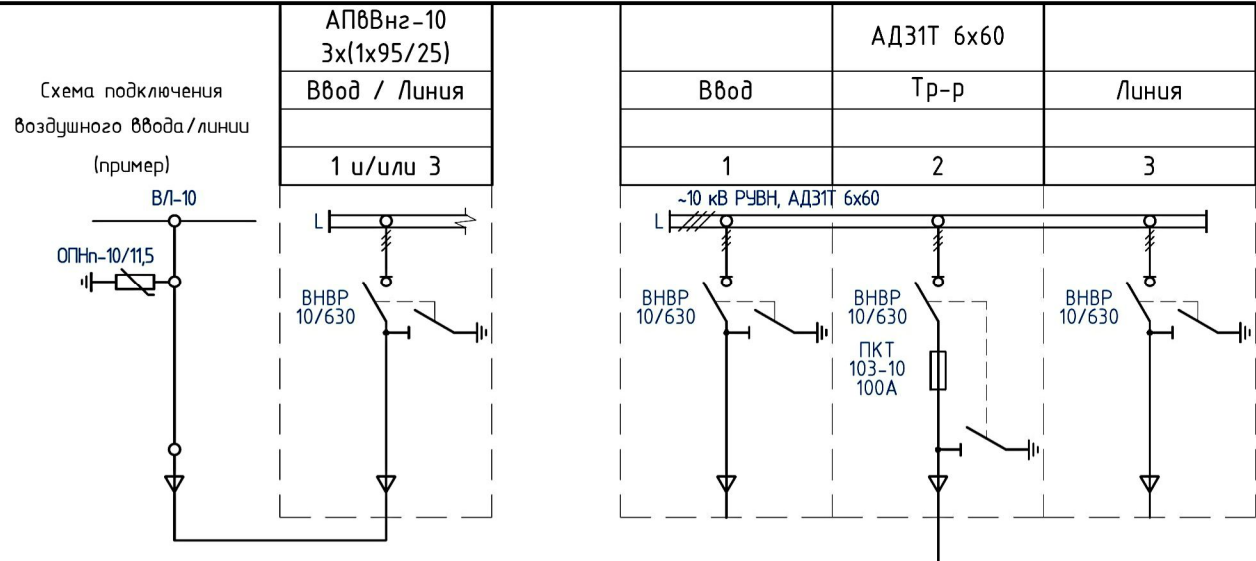 АПвВнг-10
3х(1х95/25)
Ввод / Линия
1 и/или 3
Схема подключения
воздушного ввода/линии
(пример)
ВЛ-10
ОПНп-10/11,5
L
ВНВР
10/630
АД31Т 6х60
Ввод
Тр-р
Линия
1
2
3
~10 кВ РУВН, АД31Т 6х60
L
ВНВР
10/630
ВНВР
10/630
ПКТ
103-10
100А
ВНВР
10/630